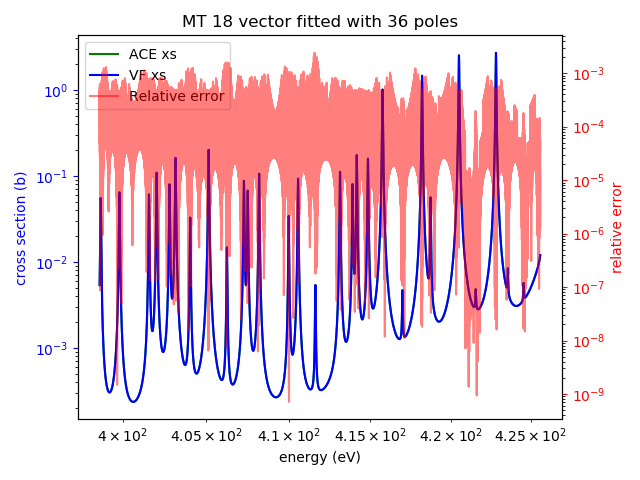 MT 18 vector fitted with 36 poles
ACE xs
VF xs
Relative error
cross section (b)
10⁰
10⁻¹
10⁻²
10⁻³
relative error
10⁻³
10⁻⁴
10⁻⁵
10⁻⁶
10⁻⁷
10⁻⁸
10⁻⁹
4 × 10² 4.05 × 10² 4.1 × 10² 4.15 × 10² 4.2 × 10² 4.25 × 10²
energy (eV)